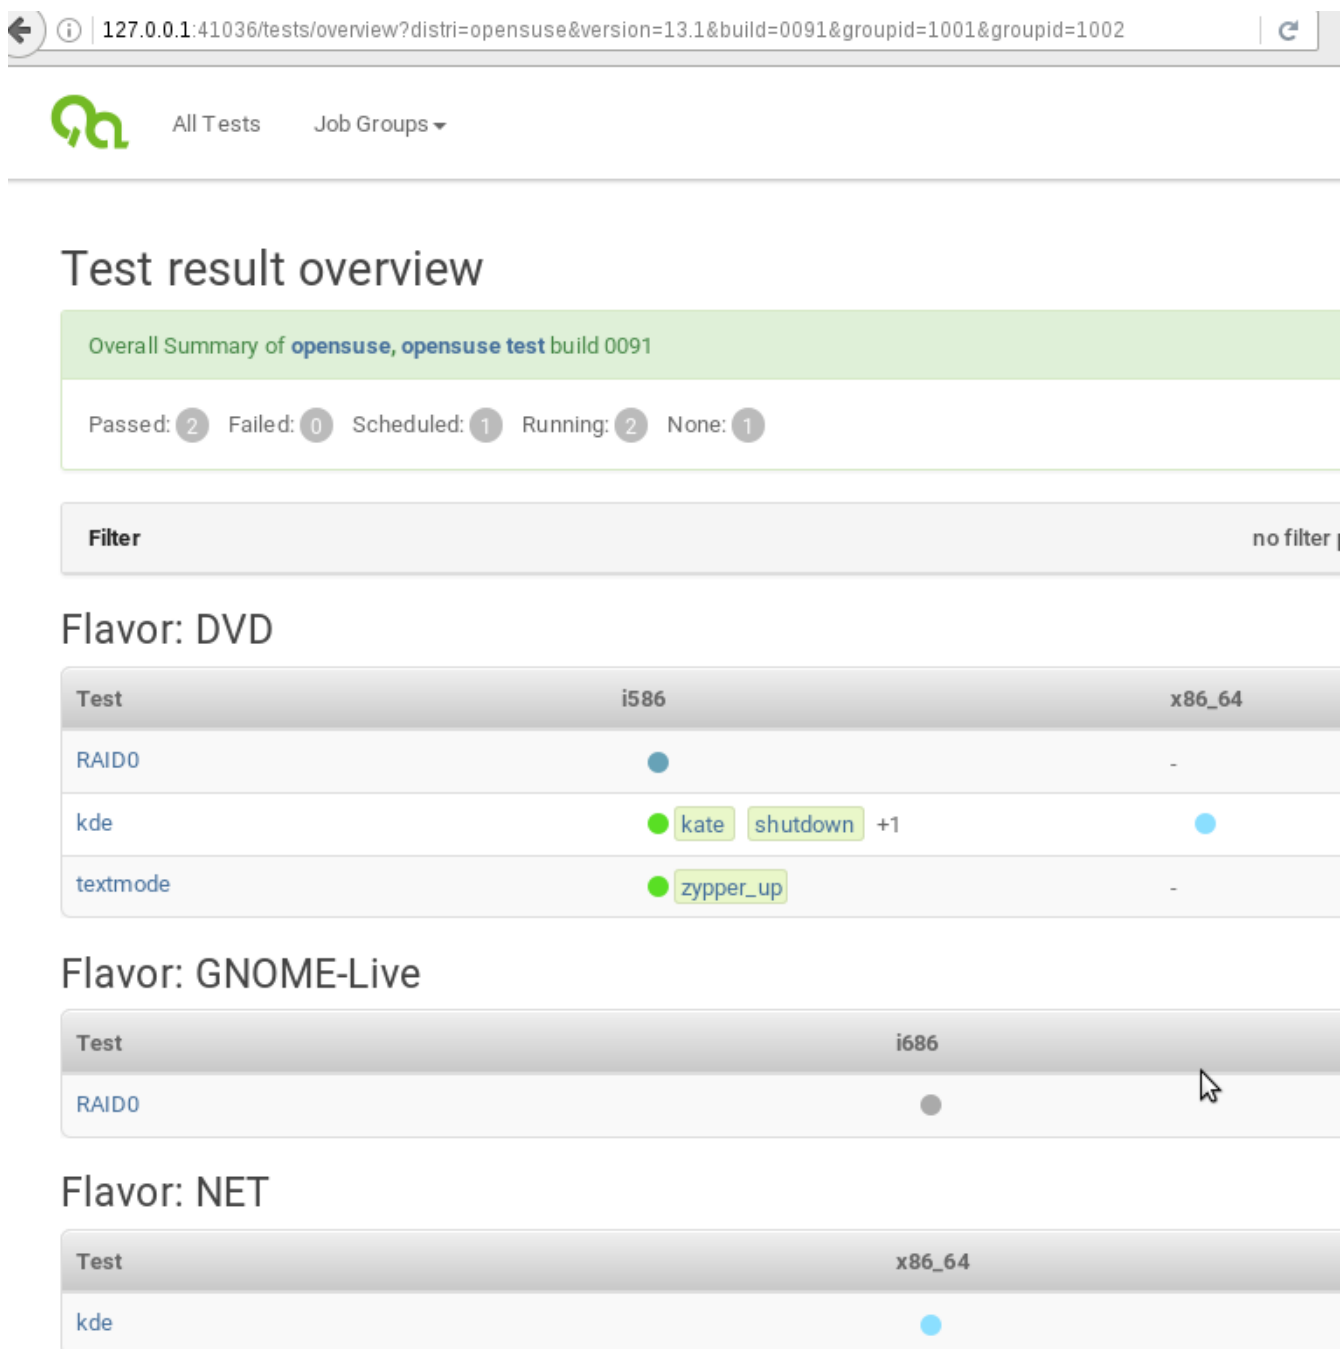 127.0.0.1:41036/tests/overview?distri=opensuse&version=13.1&build=0091&groupid=1001&groupid=1002
All Tests Job Groups
Test result overview
Overall Summary of opensuse, opensuse test build 0091
Passed: 2 Failed: 0 Scheduled: 1 Running: 2 None: 1
Filter no filter
Flavor: DVD
Test i586 x86_64
RAID0 -
kde kate shutdown +1
textmode zypper_up -
Flavor: GNOME-Live
Test i686
RAID0
Flavor: NET
Test x86_64
kde